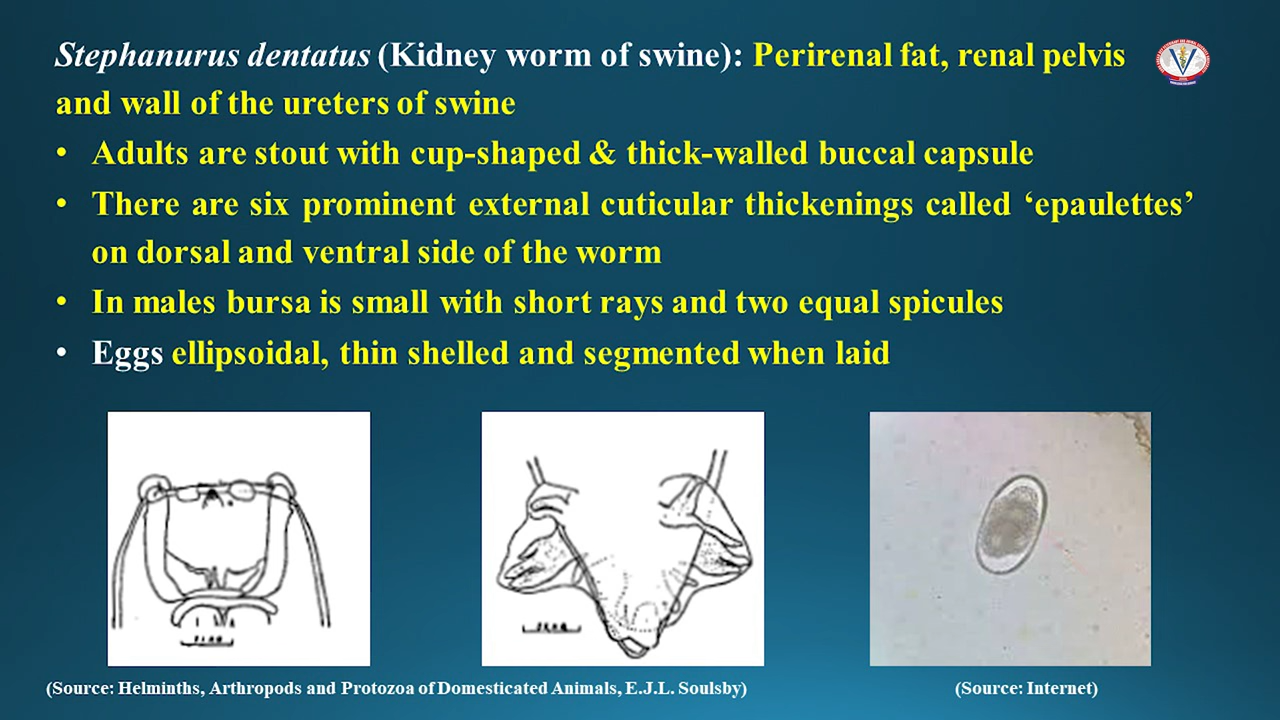 Stephanurus dentatus (Kidney worm of swine): Perirenal fat, renal pelvis
and wall of the ureters of swine
• Adults are stout with cup-shaped & thick-walled buccal capsule
• There are six prominent external cuticular thickenings called ‘epaulettes’
on dorsal and ventral side of the worm
• In males bursa is small with short rays and two equal spicules
• Eggs ellipsoidal, thin shelled and segmented when laid
(Source: Helminths, Arthropods and Protozoa of Domesticated Animals, E.J.L. Soulsby)
(Source: Internet)